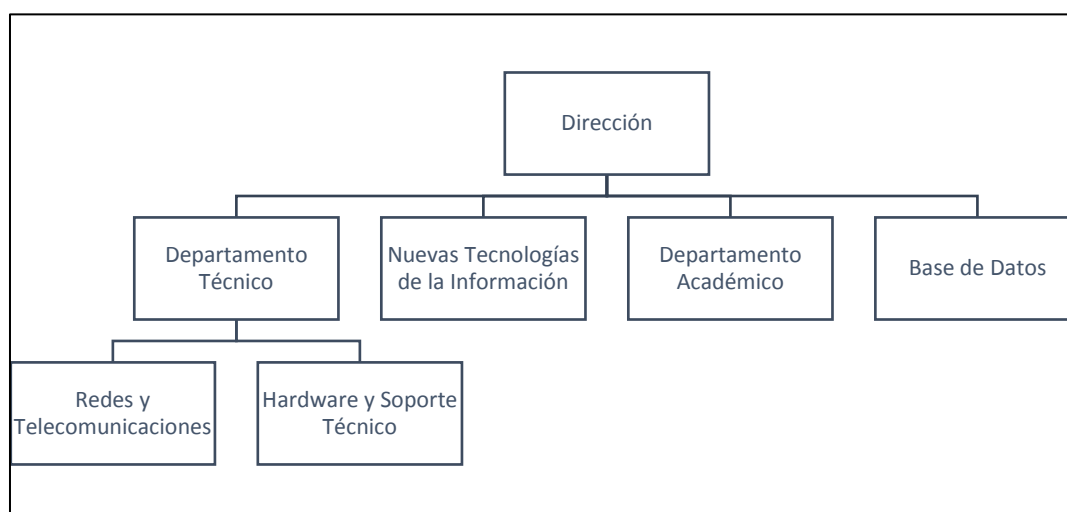 Dirección
Departamento
Técnico
Nuevas Tecnologías
de la Información
Departamento
Académico
Base de Datos
Redes y
Telecomunicaciones
Hardware y Soporte
Técnico